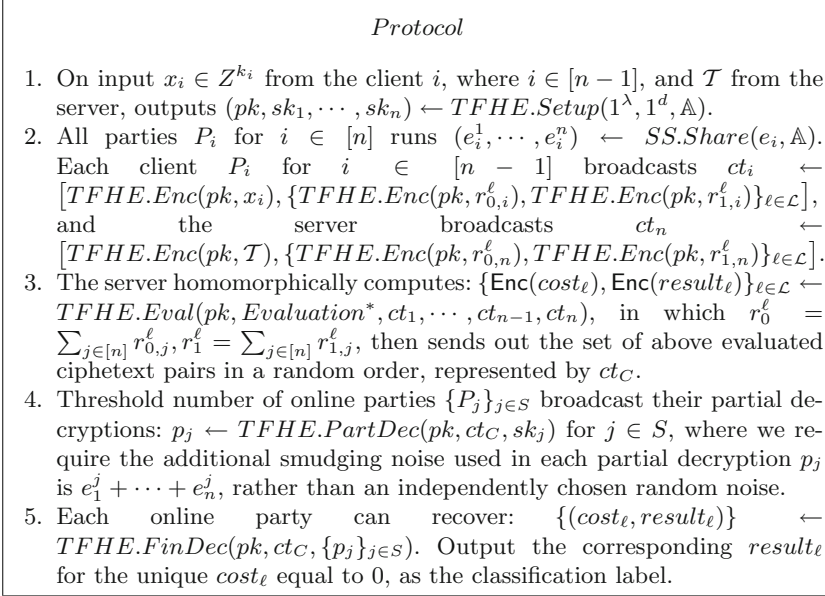 Protocol
1. On input x_i ∈ Z^{k_i} from the client i, where i ∈ [n − 1], and 𝒯 from the
server, outputs (pk, sk_1, · · · , sk_n) ← TFHE.Setup(1^λ, 1^d, 𝔸).
2. All parties P_i for i ∈ [n] runs (e_i^1, · · · , e_i^n) ← SS.Share(e_i, 𝔸).
Each client P_i for i ∈ [n − 1] broadcasts ct_i ←
[TFHE.Enc(pk, x_i), {TFHE.Enc(pk, r_{0,i}^ℓ), TFHE.Enc(pk, r_{1,i}^ℓ)}_{ℓ∈ℒ}],
and the server broadcasts ct_n ←
[TFHE.Enc(pk, 𝒯), {TFHE.Enc(pk, r_{0,n}^ℓ), TFHE.Enc(pk, r_{1,n}^ℓ)}_{ℓ∈ℒ}].
3. The server homomorphically computes: {Enc(cost_ℓ), Enc(result_ℓ)}_{ℓ∈ℒ} ←
TFHE.Eval(pk, Evaluation*, ct_1, · · · , ct_{n−1}, ct_n), in which r_0^ℓ =
∑_{j∈[n]} r_{0,j}^ℓ, r_1^ℓ = ∑_{j∈[n]} r_{1,j}^ℓ, then sends out the set of above evaluated
ciphetext pairs in a random order, represented by ct_C.
4. Threshold number of online parties {P_j}_{j∈S} broadcast their partial de-
cryptions: p_j ← TFHE.PartDec(pk, ct_C, sk_j) for j ∈ S, where we re-
quire the additional smudging noise used in each partial decryption p_j
is e_1^j + · · · + e_n^j, rather than an independently chosen random noise.
5. Each online party can recover: {(cost_ℓ, result_ℓ)} ←
TFHE.FinDec(pk, ct_C, {p_j}_{j∈S}). Output the corresponding result_ℓ
for the unique cost_ℓ equal to 0, as the classification label.